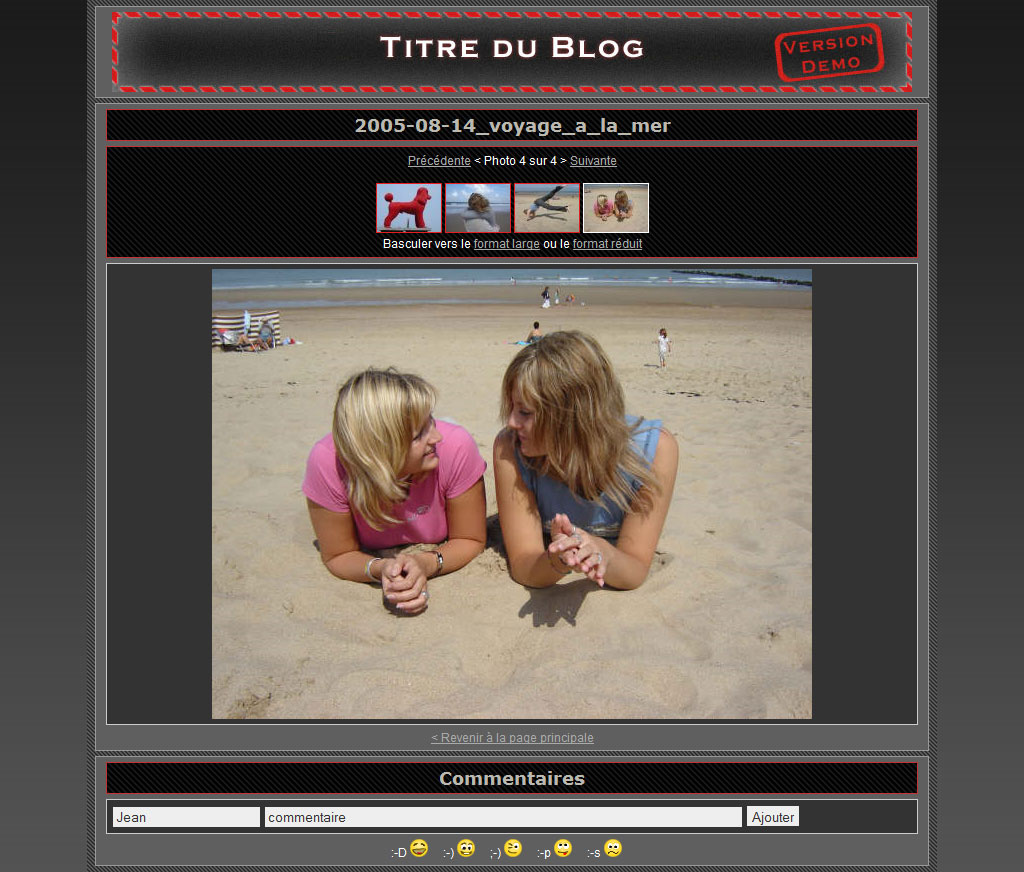 Titre du Blog
Version
Demo
2005-08-14_voyage_a_la_mer
Précédente < Photo 4 sur 4 > Suivante
Basculer vers le format large ou le format réduit
< Revenir à la page principale
Commentaires
Jean commentaire Ajouter
:-D :-) ;-) :-p :-s